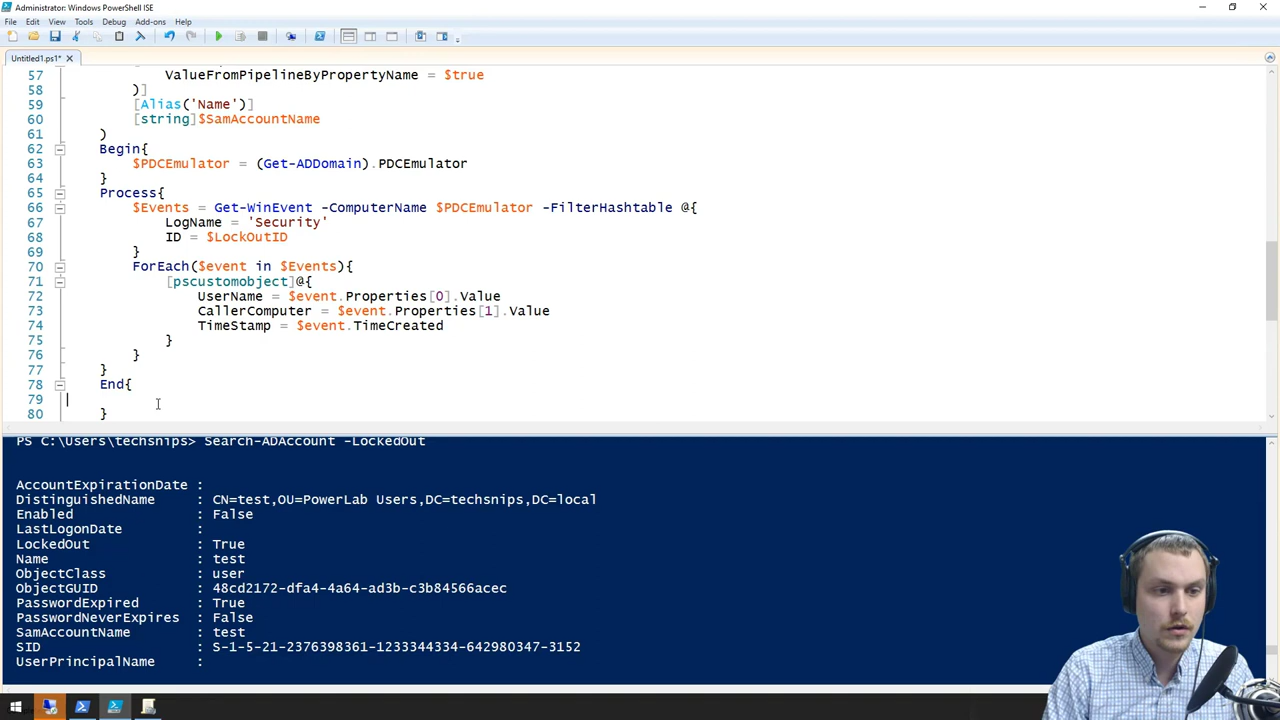 Administrator: Windows PowerShell ISE
File Edit View Tools Debug Add-ons Help
Untitled1.ps1*
57 ValueFromPipelineByPropertyName = $true
58 )]
59 [Alias('Name')]
60 [string]$SamAccountName
61 )
62 Begin{
63 $PDCEmulator = (Get-ADDomain).PDCEmulator
64 }
65 Process{
66 $Events = Get-WinEvent -ComputerName $PDCEmulator -FilterHashtable @{
67 LogName = 'Security'
68 ID = $LockOutID
69 }
70 ForEach($event in $Events){
71 [pscustomobject]@{
72 UserName = $event.Properties[0].Value
73 CallerComputer = $event.Properties[1].Value
74 TimeStamp = $event.TimeCreated
75 }
76 }
77 }
78 End{
79
80 }
PS C:\Users\techsnips> Search-ADAccount -LockedOut
AccountExpirationDate :
DistinguishedName : CN=test,OU=PowerLab Users,DC=techsnips,DC=local
Enabled : False
LastLogonDate :
LockedOut : True
Name : test
ObjectClass : user
ObjectGUID : 48cd2172-dfa4-4a64-ad3b-c3b84566acec
PasswordExpired : True
PasswordNeverExpires : False
SamAccountName : test
SID : S-1-5-21-2376398361-1233344334-642980347-3152
UserPrincipalName :